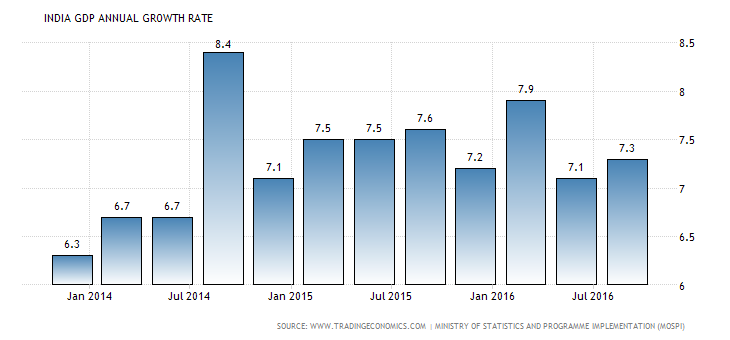 INDIA GDP ANNUAL GROWTH RATE
8.4
7.9
7.6
7.5
7.5
7.3
7.2
7.1
7.1
6.7
6.7
6.3
8.5
8
7.5
7
6.5
6
Jan 2014
Jul 2014
Jan 2015
Jul 2015
Jan 2016
Jul 2016
SOURCE: WWW.TRADINGECONOMICS.COM | MINISTRY OF STATISTICS AND PROGRAMME IMPLEMENTATION (MOSPI)